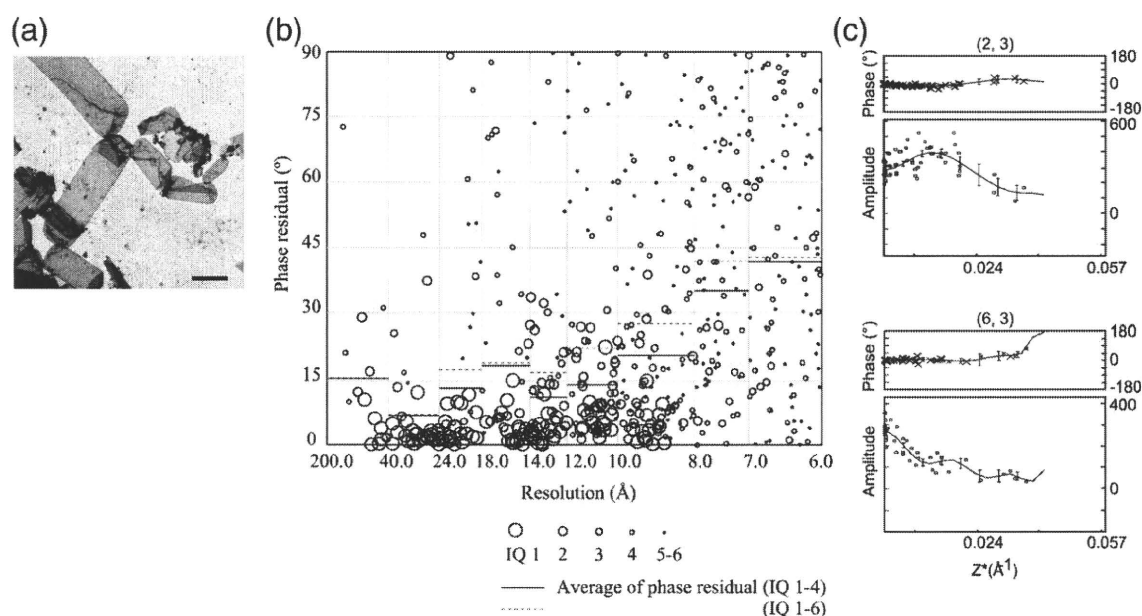 (a)
(b)
Phase residual (°)
90
75
60
45
30
15
0
200.0 40.0 24.0 18.0 14.0 12.0 10.0 8.0 7.0 6.0
Resolution (Å)
IQ 1 2 3 4 5-6
Average of phase residual (IQ 1-4)
(IQ 1-6)
(c)
(2, 3)
Phase (°)
180
0
-180
Amplitude
600
0
0.024 0.057
(6, 3)
Phase (°)
180
0
-180
Amplitude
400
0
0.024 0.057
Z*(Å1)